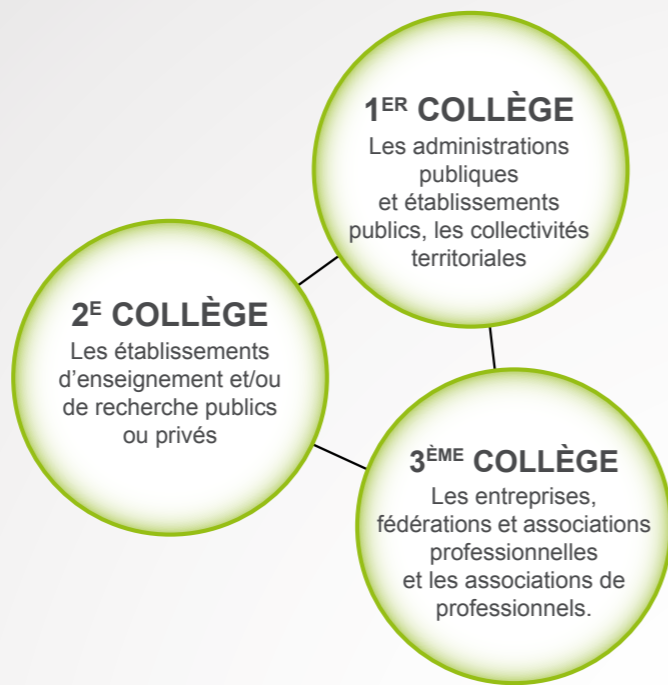 1ER COLLÈGE
Les administrations
publiques
et établissements
publics, les collectivités
territoriales
2E COLLÈGE
Les établissements
d’enseignement et/ou
de recherche publics
ou privés
3ÈME COLLÈGE
Les entreprises,
fédérations et associations
professionnelles
et les associations de
professionnels.